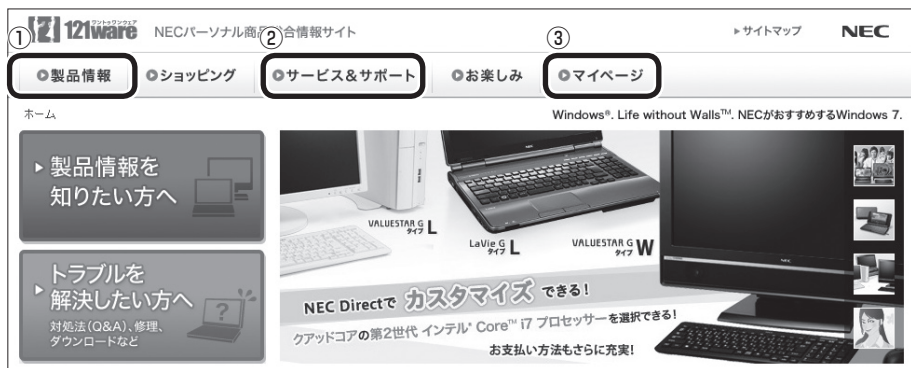 121ware ワントゥワンウェア NECパーソナル商品総合情報サイト ▶サイトマップ NEC
① ② ③
製品情報 ショッピング サービス&サポート お楽しみ マイページ
ホーム Windows®. Life without Walls™. NECがおすすめするWindows 7.
製品情報を
知りたい方へ
トラブルを
解決したい方へ
対処法(Q&A)、修理、
ダウンロードなど
VALUESTAR G タイプ L
LaVie G タイプ L
VALUESTAR G タイプ W
NEC Directで カスタマイズ できる!
クアッドコアの第2世代 インテル® Core™ i7 プロセッサーを選択できる!
お支払い方法もさらに充実!
NEC